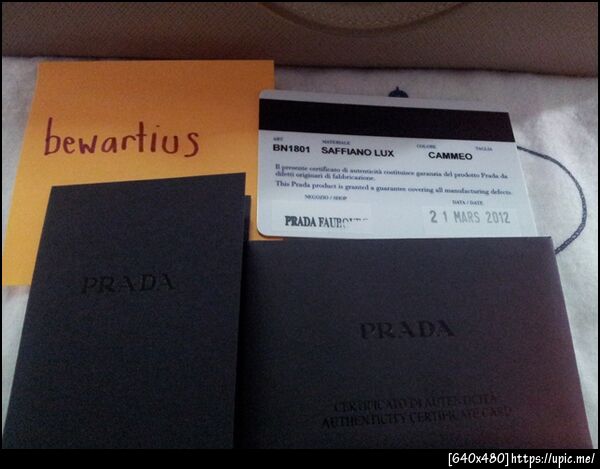 bewartius
ART MATERIALE COLORE TAGLIA
BN1801 SAFFIANO LUX CAMMEO
Il presente certificato di autenticità costituisce garanzia del prodotto Prada da
difetti originari di fabbricazione.
This Prada product is granted a guarantee covering all manufacturing defects.
NEGOZIO / SHOP DATA / DATE
PRADA 21 MARS 2012
PRADA
PRADA
CERTIFICATO DI AUTENTICITÀ
AUTHENTICITY CERTIFICATE CARD
[640x480]https://upic.me/